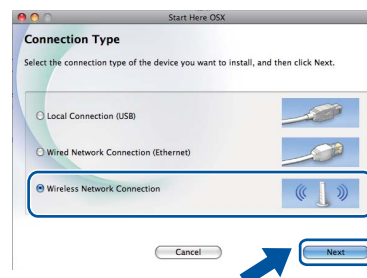 Start Here OSX
Connection Type
Select the connection type of the device you want to install, and then click Next.
Local Connection (USB)
Wired Network Connection (Ethernet)
Wireless Network Connection
Cancel
Next